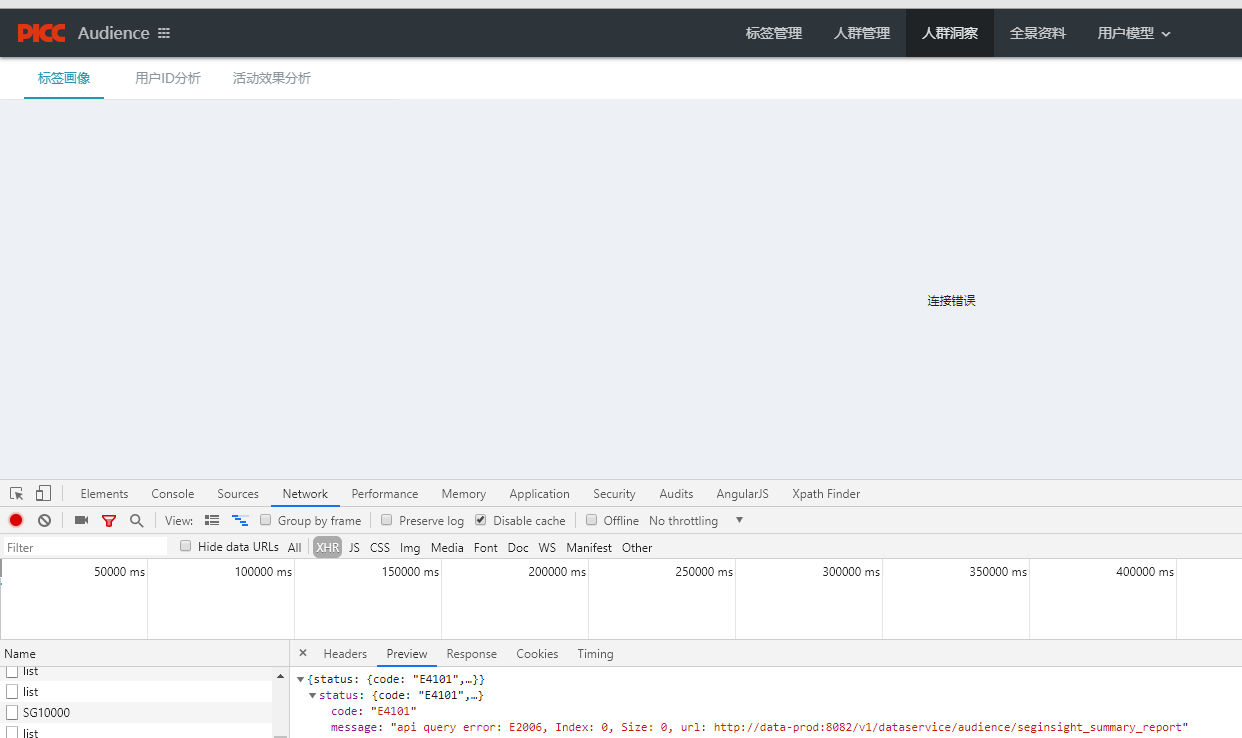 PICC Audience 标签管理 人群管理 人群洞察 全景资料 用户模型
标签画像 用户ID分析 活动效果分析
连接错误
Elements Console Sources Network Performance Memory Application Security Audits AngularJS Xpath Finder
View: Group by frame Preserve log Disable cache Offline No throttling
Filter Hide data URLs All XHR JS CSS Img Media Font Doc WS Manifest Other
50000 ms 100000 ms 150000 ms 200000 ms 250000 ms 300000 ms 350000 ms 400000 ms
Name × Headers Preview Response Cookies Timing
list
{status: {code: "E4101",…}}
list
status: {code: "E4101",…}
SG10000
code: "E4101"
list
message: "api query error: E2006, Index: 0, Size: 0, url: http://data-prod:8082/v1/dataservice/audience/seginsight_summary_report"